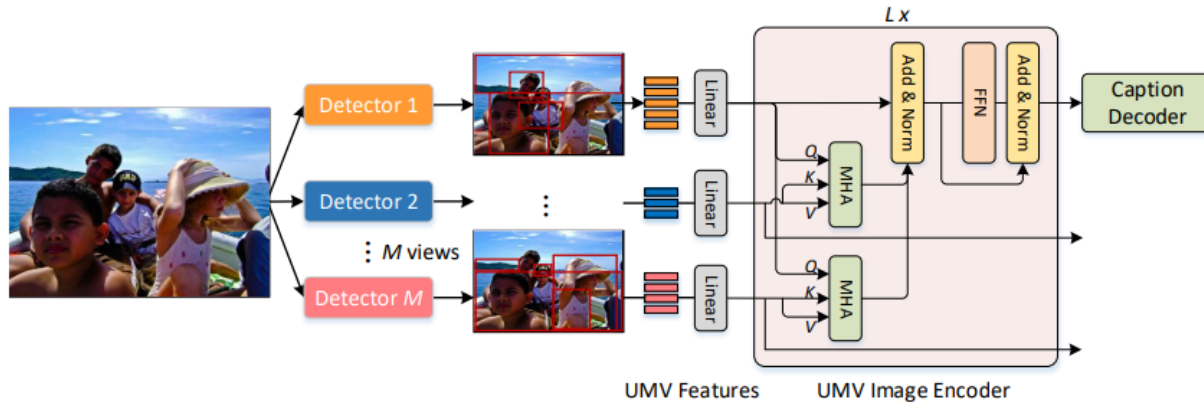 L x
Detector 1
Linear
Add & Norm
FFN
Add & Norm
Caption
Decoder
Q
K
V
MHA
Detector 2
Linear
⋮
⋮ M views
Detector M
Linear
Q
K
V
MHA
UMV Features
UMV Image Encoder